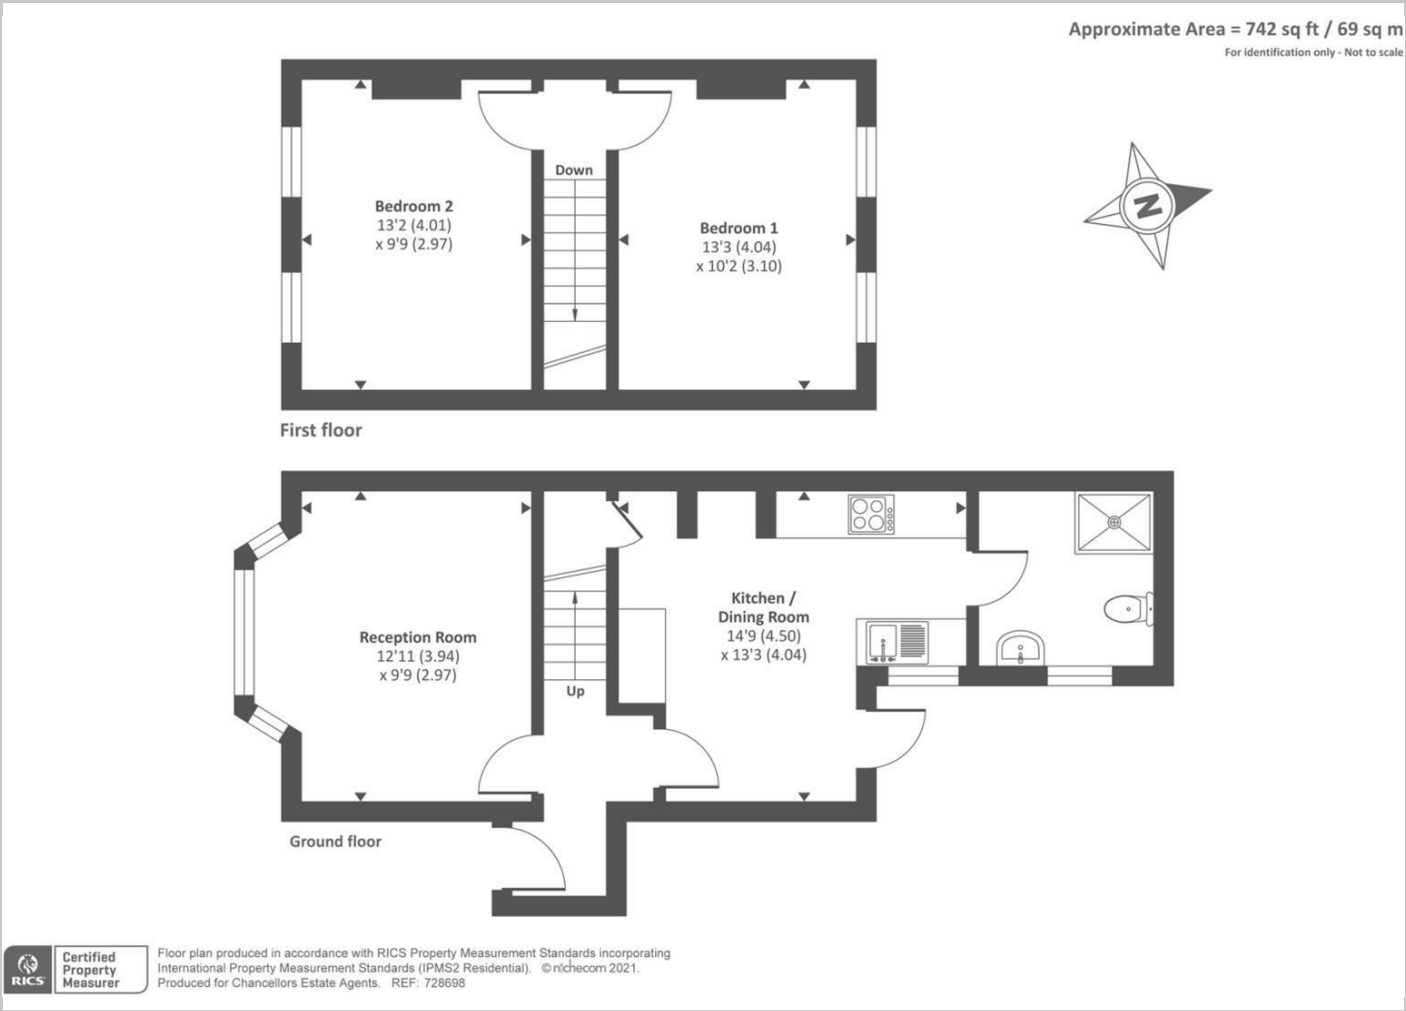 Approximate Area = 742 sq ft / 69 sq m
For identification only - Not to scale
Down
Bedroom 2
13'2 (4.01)
x 9'9 (2.97)
Bedroom 1
13'3 (4.04)
x 10'2 (3.10)
N
First floor
Kitchen /
Dining Room
14'9 (4.50)
x 13'3 (4.04)
Reception Room
12'11 (3.94)
x 9'9 (2.97)
Up
Ground floor
RICS
Certified
Property
Measurer
Floor plan produced in accordance with RICS Property Measurement Standards incorporating
International Property Measurement Standards (IPMS2 Residential). © nichecom 2021.
Produced for Chancellors Estate Agents. REF: 728698